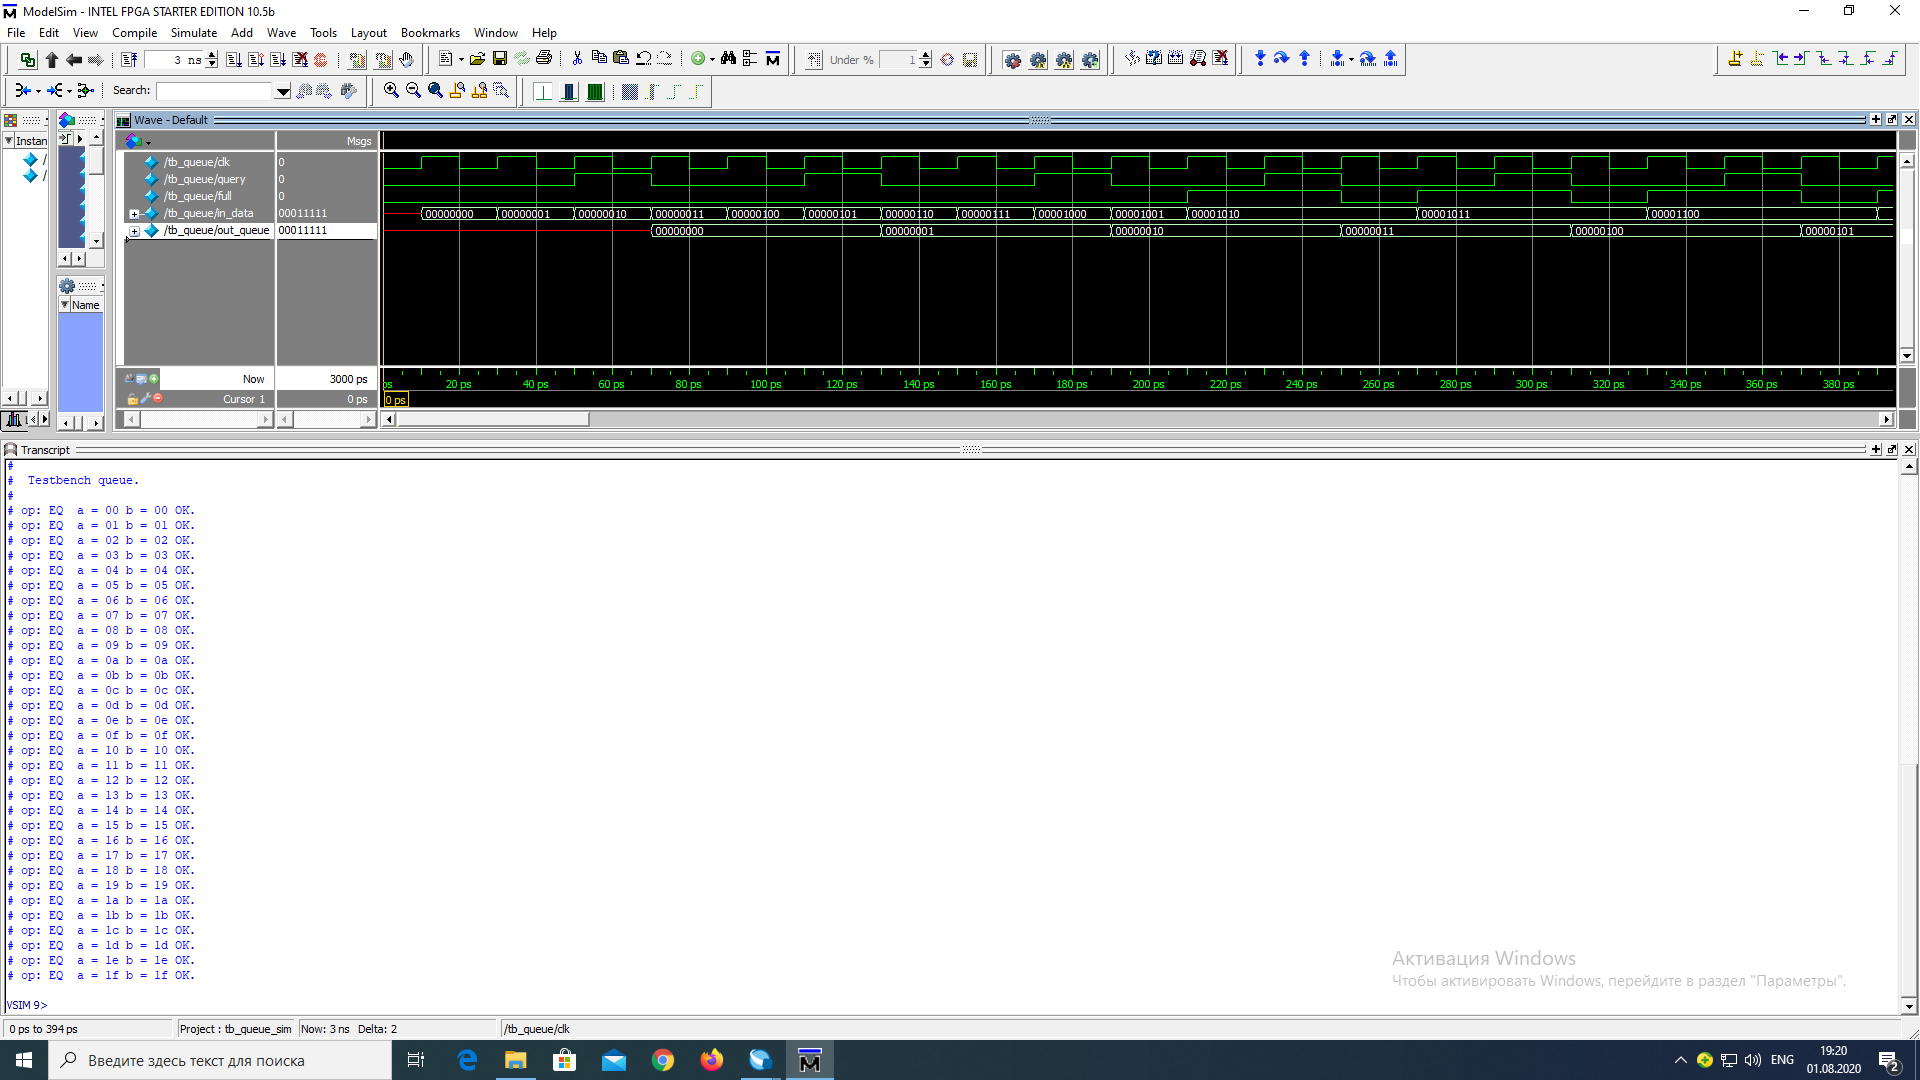 ModelSim - INTEL FPGA STARTER EDITION 10.5b
File Edit View Compile Simulate Add Wave Tools Layout Bookmarks Window Help
3 ns
Under %
1
Search:
Instan
Name
Wave - Default
Msgs
/tb_queue/clk 0
/tb_queue/query 0
/tb_queue/full 0
/tb_queue/in_data 00011111 00000000 00000001 00000010 00000011 00000100 00000101 00000110 00000111 00001000 00001001 00001010 00001011 00001100
/tb_queue/out_queue 00011111 00000000 00000001 00000010 00000011 00000100 00000101
Now 3000 ps
20 ps 40 ps 60 ps 80 ps 100 ps 120 ps 140 ps 160 ps 180 ps 200 ps 220 ps 240 ps 260 ps 280 ps 300 ps 320 ps 340 ps 360 ps 380 ps
Cursor 1 0 ps 0 ps
Transcript
#
# Testbench queue.
#
# op: EQ a = 00 b = 00 OK.
# op: EQ a = 01 b = 01 OK.
# op: EQ a = 02 b = 02 OK.
# op: EQ a = 03 b = 03 OK.
# op: EQ a = 04 b = 04 OK.
# op: EQ a = 05 b = 05 OK.
# op: EQ a = 06 b = 06 OK.
# op: EQ a = 07 b = 07 OK.
# op: EQ a = 08 b = 08 OK.
# op: EQ a = 09 b = 09 OK.
# op: EQ a = 0a b = 0a OK.
# op: EQ a = 0b b = 0b OK.
# op: EQ a = 0c b = 0c OK.
# op: EQ a = 0d b = 0d OK.
# op: EQ a = 0e b = 0e OK.
# op: EQ a = 0f b = 0f OK.
# op: EQ a = 10 b = 10 OK.
# op: EQ a = 11 b = 11 OK.
# op: EQ a = 12 b = 12 OK.
# op: EQ a = 13 b = 13 OK.
# op: EQ a = 14 b = 14 OK.
# op: EQ a = 15 b = 15 OK.
# op: EQ a = 16 b = 16 OK.
# op: EQ a = 17 b = 17 OK.
# op: EQ a = 18 b = 18 OK.
# op: EQ a = 19 b = 19 OK.
# op: EQ a = 1a b = 1a OK.
# op: EQ a = 1b b = 1b OK.
# op: EQ a = 1c b = 1c OK.
# op: EQ a = 1d b = 1d OK.
# op: EQ a = 1e b = 1e OK.
# op: EQ a = 1f b = 1f OK.
VSIM 9>
Активация Windows
Чтобы активировать Windows, перейдите в раздел "Параметры".
0 ps to 394 ps Project : tb_queue_sim Now: 3 ns Delta: 2 /tb_queue/clk
Введите здесь текст для поиска
ENG
19:20
01.08.2020
2